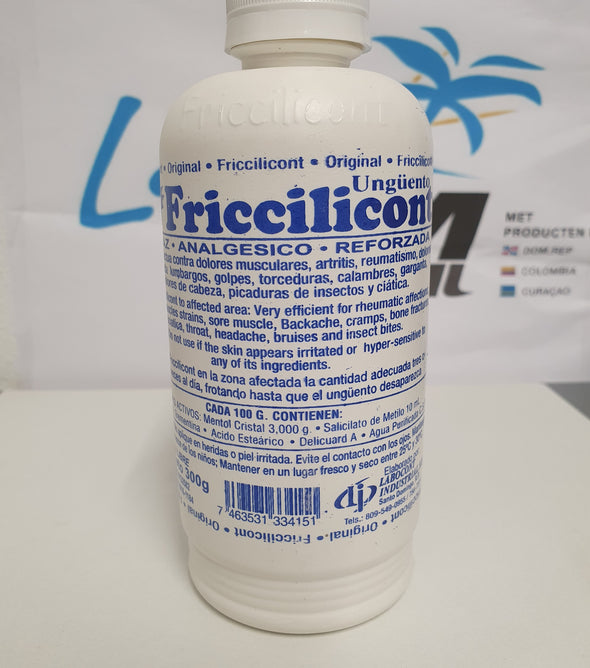 Friccilicont
• Original • Friccilicont • Original • Friccilicont
Ungüento
Friccilicont
• ANALGESICO • REFORZADA
contra dolores musculares, artritis, reumatismo,
lumbargos, golpes, torceduras, calambres, garganta,
de cabeza, picaduras de insectos y ciática.
to affected area: Very efficient for rheumatic
strains, sore muscle, Backache, cramps, bone
throat, headache, bruises and insect bites.
not use if the skin appears irritated or hyper-sensitive
any of its ingredients.
en la zona afectada la cantidad adecuada tres
al día, frotando hasta que el ungüento desaparezca.
CADA 100 G. CONTIENEN:
Mentol Cristal 3,000 g. • Salicilato de Metilo 10 mL
• Acido Esteárico • Delicuard A • Agua
en heridas o piel irritada. Evite el contacto con los ojos.
de los niños; Mantener en un lugar fresco y seco entre 25ºC y
300g
7 463531 334151
Elaborado por
LABOCONT
INDUSTRIAL
Santo Domingo
Tels.: 809-549-
Original • Friccilicont • Original •
MET
PRODUCTEN
DOM.REP
COLOMBIA
CURAÇAO